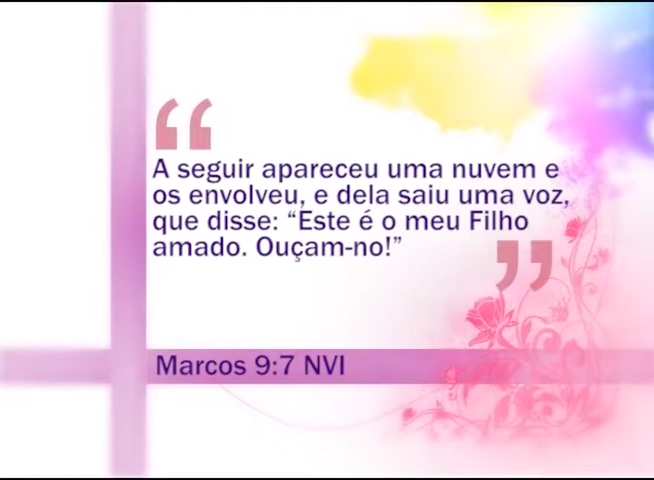 “
A seguir apareceu uma nuvem e
os envolveu, e dela saiu uma voz,
que disse: “Este é o meu Filho
amado. Ouçam-no!”
”
Marcos 9:7 NVI